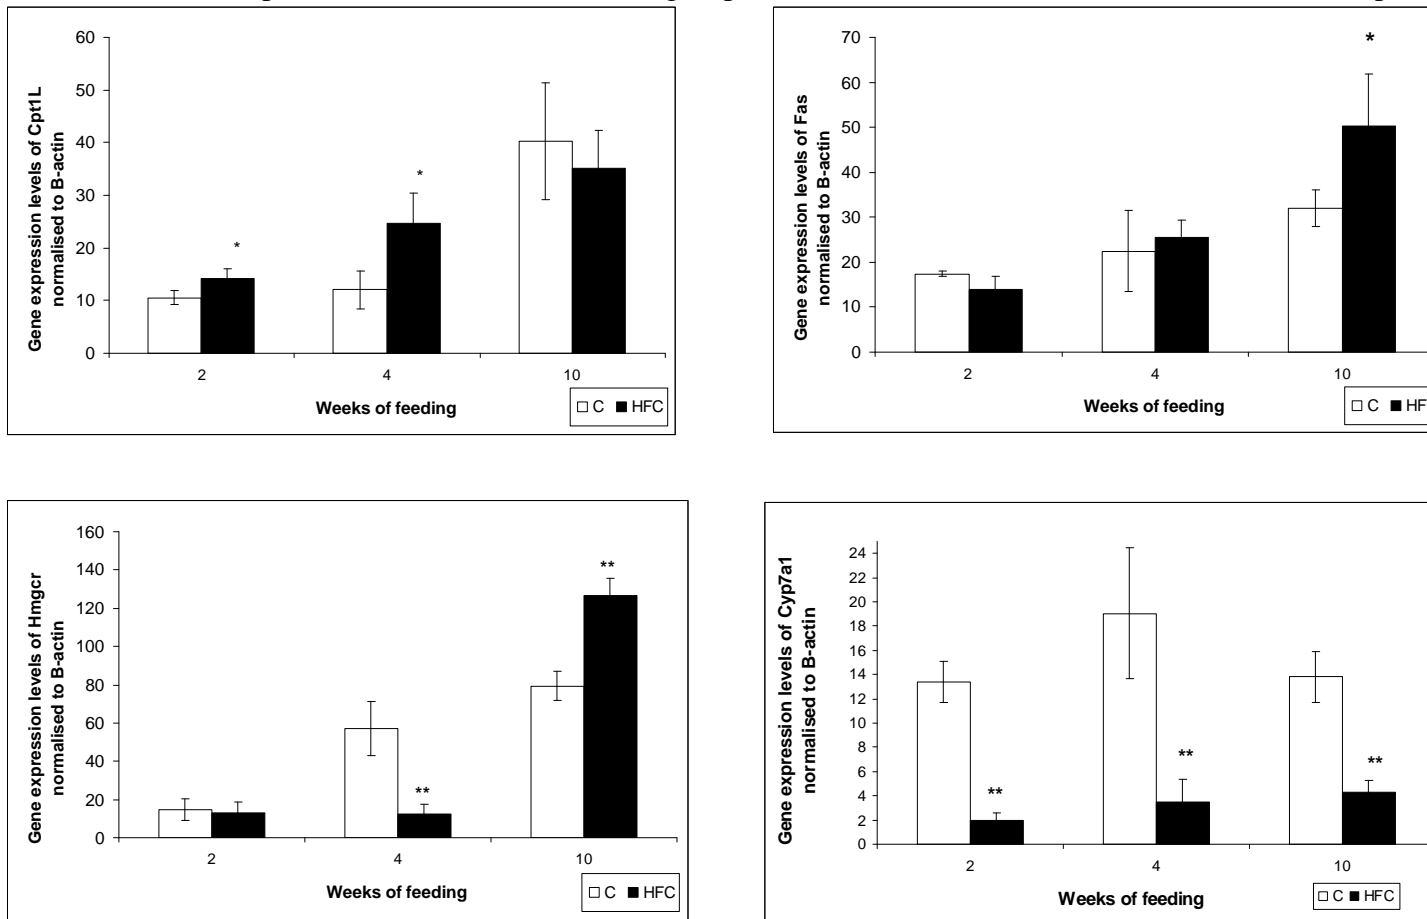 60
50
40
30
20
10
0
Gene expression levels of Cpt1L
normalised to B-actin
*
*
2 4 10
Weeks of feeding
C HFC
70
60
50
40
30
20
10
0
Gene expression levels of Fas
normalised to B-actin
*
2 4 10
Weeks of feeding
C HF
160
140
120
100
80
60
40
20
0
Gene expression levels of Hmgcr
normalised to B-actin
**
**
2 4 10
Weeks of feeding
C HFC
24
22
20
18
16
14
12
10
8
6
4
2
0
Gene expression levels of Cyp7a1
normalised to B-actin
**
**
**
2 4 10
Weeks of feeding
C HFC